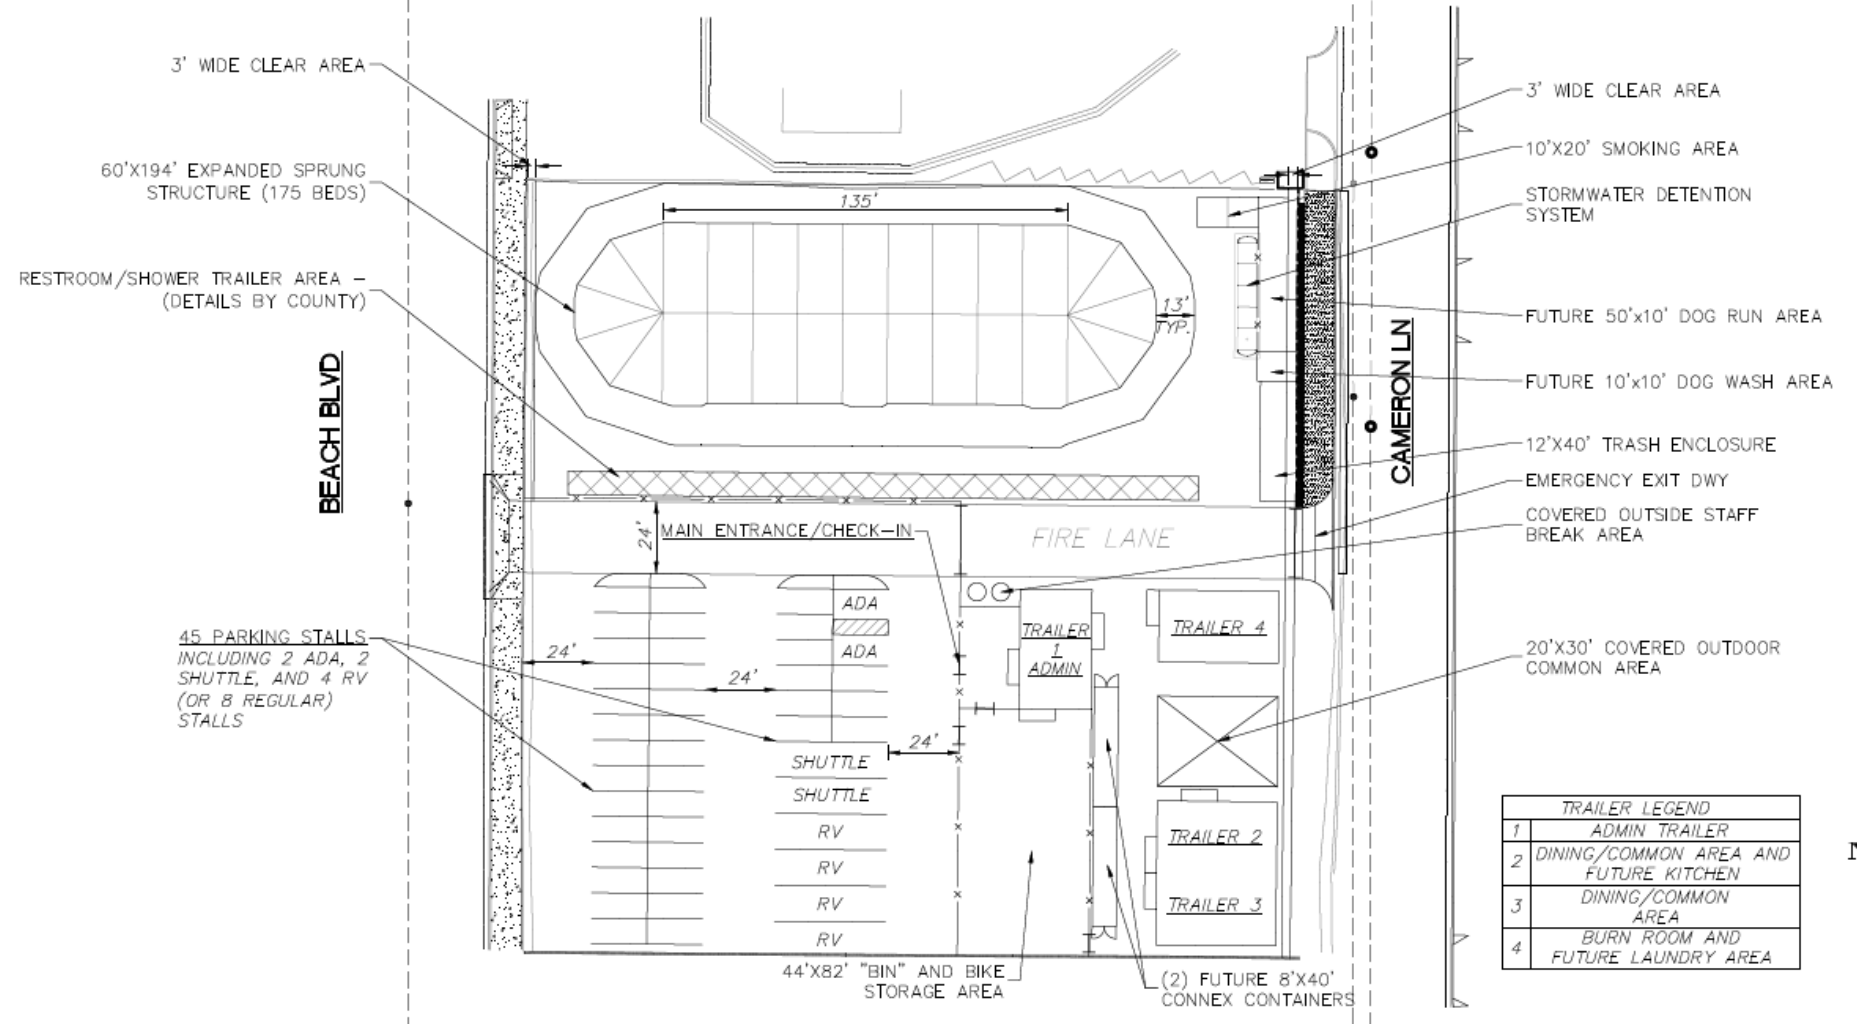 3' WIDE CLEAR AREA
60'X194' EXPANDED SPRUNG
STRUCTURE (175 BEDS)
RESTROOM/SHOWER TRAILER AREA –
(DETAILS BY COUNTY)
BEACH BLVD
45 PARKING STALLS
INCLUDING 2 ADA, 2
SHUTTLE, AND 4 RV
(OR 8 REGULAR)
STALLS
135'
13'
TYP.
24'
MAIN ENTRANCE/CHECK-IN
FIRE LANE
24'
24'
24'
ADA
ADA
SHUTTLE
SHUTTLE
RV
RV
RV
RV
TRAILER
1
ADMIN
TRAILER 4
TRAILER 2
TRAILER 3
44'X82' "BIN" AND BIKE
STORAGE AREA
(2) FUTURE 8'X40'
CONNEX CONTAINERS
CAMERON LN
3' WIDE CLEAR AREA
10'X20' SMOKING AREA
STORMWATER DETENTION
SYSTEM
FUTURE 50'x10' DOG RUN AREA
FUTURE 10'x10' DOG WASH AREA
12'X40' TRASH ENCLOSURE
EMERGENCY EXIT DWY
COVERED OUTSIDE STAFF
BREAK AREA
20'X30' COVERED OUTDOOR
COMMON AREA
TRAILER LEGEND
1 ADMIN TRAILER
2 DINING/COMMON AREA AND
FUTURE KITCHEN
3 DINING/COMMON
AREA
4 BURN ROOM AND
FUTURE LAUNDRY AREA